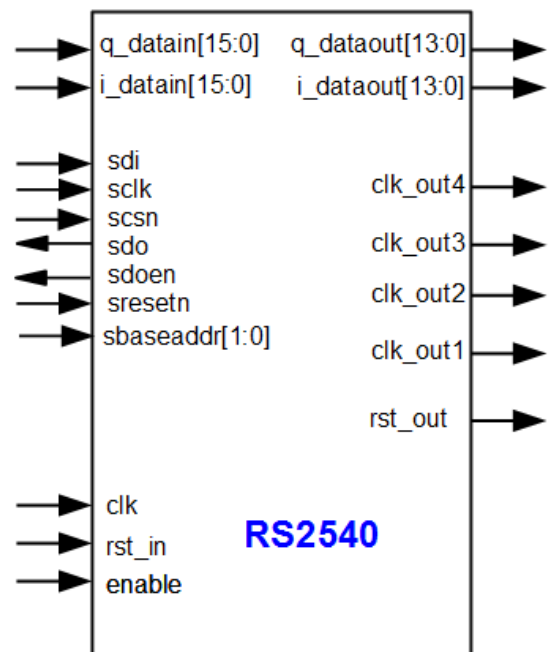 q_datain[15:0] q_dataout[13:0]
i_datain[15:0] i_dataout[13:0]
sdi
sclk clk_out4
scsn
sdo clk_out3
sdoen
sresetn clk_out2
sbaseaddr[1:0]
clk_out1
rst_out
clk
RS2540
rst_in
enable